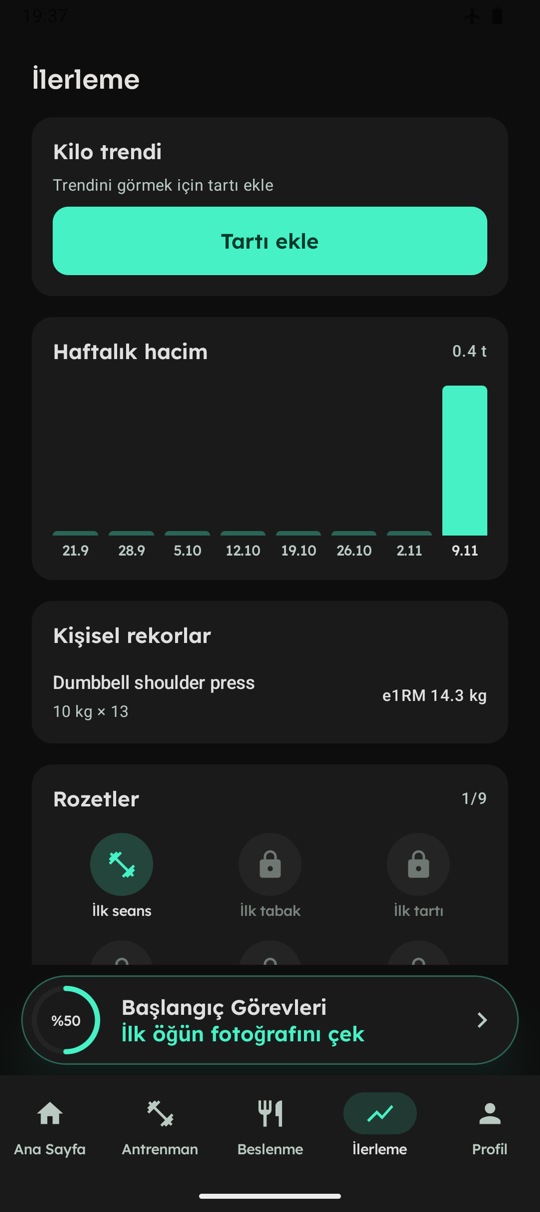 19:37
İlerleme
Kilo trendi
Trendini görmek için tartı ekle
Tartı ekle
Haftalık hacim
0.4 t
21.9 28.9 5.10 12.10 19.10 26.10 2.11 9.11
Kişisel rekorlar
Dumbbell shoulder press
10 kg × 13
e1RM 14.3 kg
Rozetler
1/9
İlk seans İlk tabak İlk tartı
%50
Başlangıç Görevleri
İlk öğün fotoğrafını çek
Ana Sayfa Antrenman Beslenme İlerleme Profil